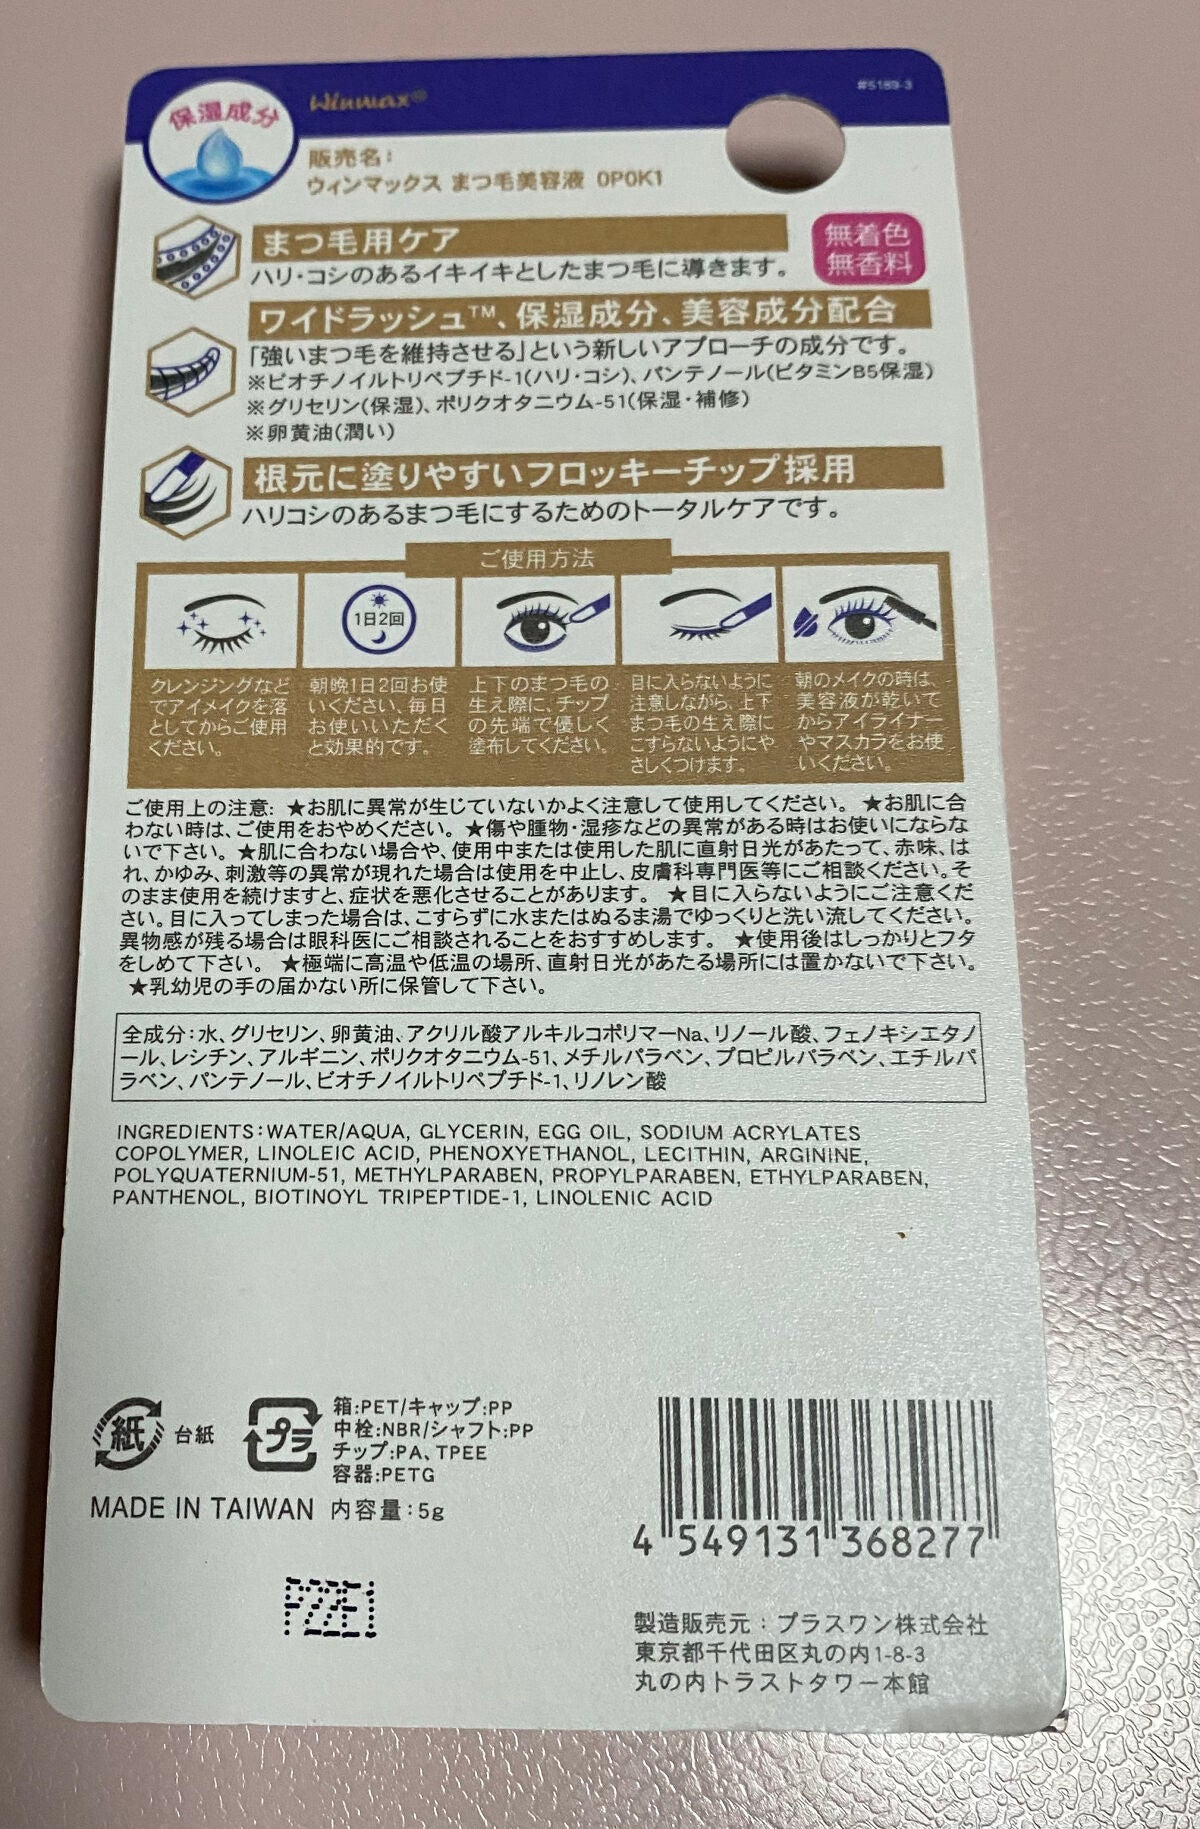 保湿成分
Winmax®
#5189-3
販売名:
ウィンマックス まつ毛美容液 OPOK1
まつ毛用ケア
ハリ・コシのあるイキイキとしたまつ毛に導きます。
無着色
無香料
ワイドラッシュ™、保湿成分、美容成分配合
「強いまつ毛を維持させる」という新しいアプローチの成分です。
※ビオチノイルトリペプチド-1(ハリ・コシ)、パンテノール(ビタミンB5保湿)
※グリセリン(保湿)、ポリクオタニウム-51(保湿・補修)
※卵黄油(潤い)
根元に塗りやすいフロッキーチップ採用
ハリコシのあるまつ毛にするためのトータルケアです。
ご使用方法
1日2回
クレンジングなど
でアイメイクを落
としてからご使用
ください。
朝晩1日2回お使
いください、毎日
お使いいただく
と効果的です。
上下のまつ毛の
生え際に、チップ
の先端で優しく
塗布してください。
目に入らないように
注意しながら、上下
まつ毛の生え際に
こすらないようにや
さしくつけます。
朝のメイクの時は、
美容液が乾いて
からアイライナー
やマスカラをお使
いください。
ご使用上の注意: ★お肌に異常が生じていないかよく注意して使用してください。 ★お肌に合
わない時は、ご使用をおやめください。 ★傷や腫物・湿疹などの異常がある時はお使いにならな
いで下さい。 ★肌に合わない場合や、使用中または使用した肌に直射日光があたって、赤味、は
れ、かゆみ、刺激等の異常が現れた場合は使用を中止し、皮膚科専門医等にご相談ください。そ
のまま使用を続けますと、症状を悪化させることがあります。 ★目に入らないようにご注意くだ
さい。目に入ってしまった場合は、こすらずに水またはぬるま湯でゆっくりと洗い流してください。
異物感が残る場合は眼科医にご相談されることをおすすめします。 ★使用後はしっかりとフタ
をしめて下さい。 ★極端に高温や低温の場所、直射日光があたる場所には置かないで下さい。
★乳幼児の手の届かない所に保管して下さい。
全成分:水、グリセリン、卵黄油、アクリル酸アルキルコポリマーNa、リノール酸、フェノキシエタノ
ール、レシチン、アルギニン、ポリクオタニウム-51、メチルパラベン、プロピルパラベン、エチルパ
ラベン、パンテノール、ビオチノイルトリペプチド-1、リノレン酸
INGREDIENTS:WATER/AQUA, GLYCERIN, EGG OIL, SODIUM ACRYLATES
COPOLYMER, LINOLEIC ACID, PHENOXYETHANOL, LECITHIN, ARGININE,
POLYQUATERNIUM-51, METHYLPARABEN, PROPYLPARABEN, ETHYLPARABEN,
PANTHENOL, BIOTINOYL TRIPEPTIDE-1, LINOLENIC ACID
紙
台紙
プラ
箱:PET/キャップ:PP
中栓:NBR/シャフト:PP
チップ:PA、TPEE
容器:PETG
MADE IN TAIWAN 内容量:5g
4 549131 368277
P22E1
製造販売元:プラスワン株式会社
東京都千代田区丸の内1-8-3
丸の内トラストタワー本館